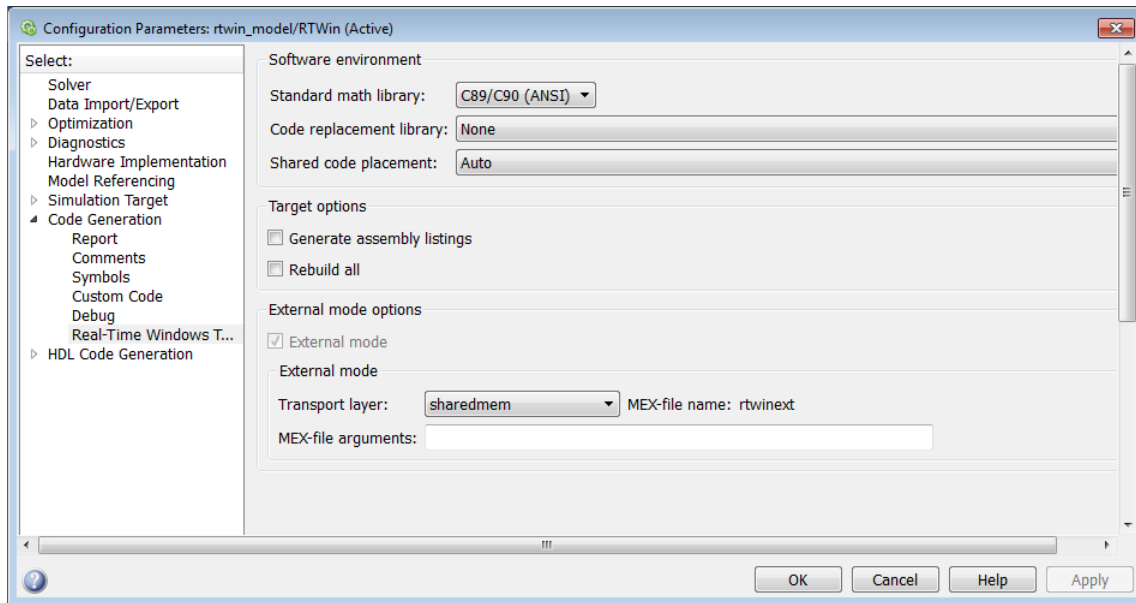 Configuration Parameters: rtwin_model/RTWin (Active)
Select:
Solver
Data Import/Export
Optimization
Diagnostics
Hardware Implementation
Model Referencing
Simulation Target
Code Generation
Report
Comments
Symbols
Custom Code
Debug
Real-Time Windows T...
HDL Code Generation
Software environment
Standard math library: C89/C90 (ANSI)
Code replacement library: None
Shared code placement: Auto
Target options
Generate assembly listings
Rebuild all
External mode options
External mode
External mode
Transport layer: sharedmem MEX-file name: rtwinext
MEX-file arguments:
OK Cancel Help Apply